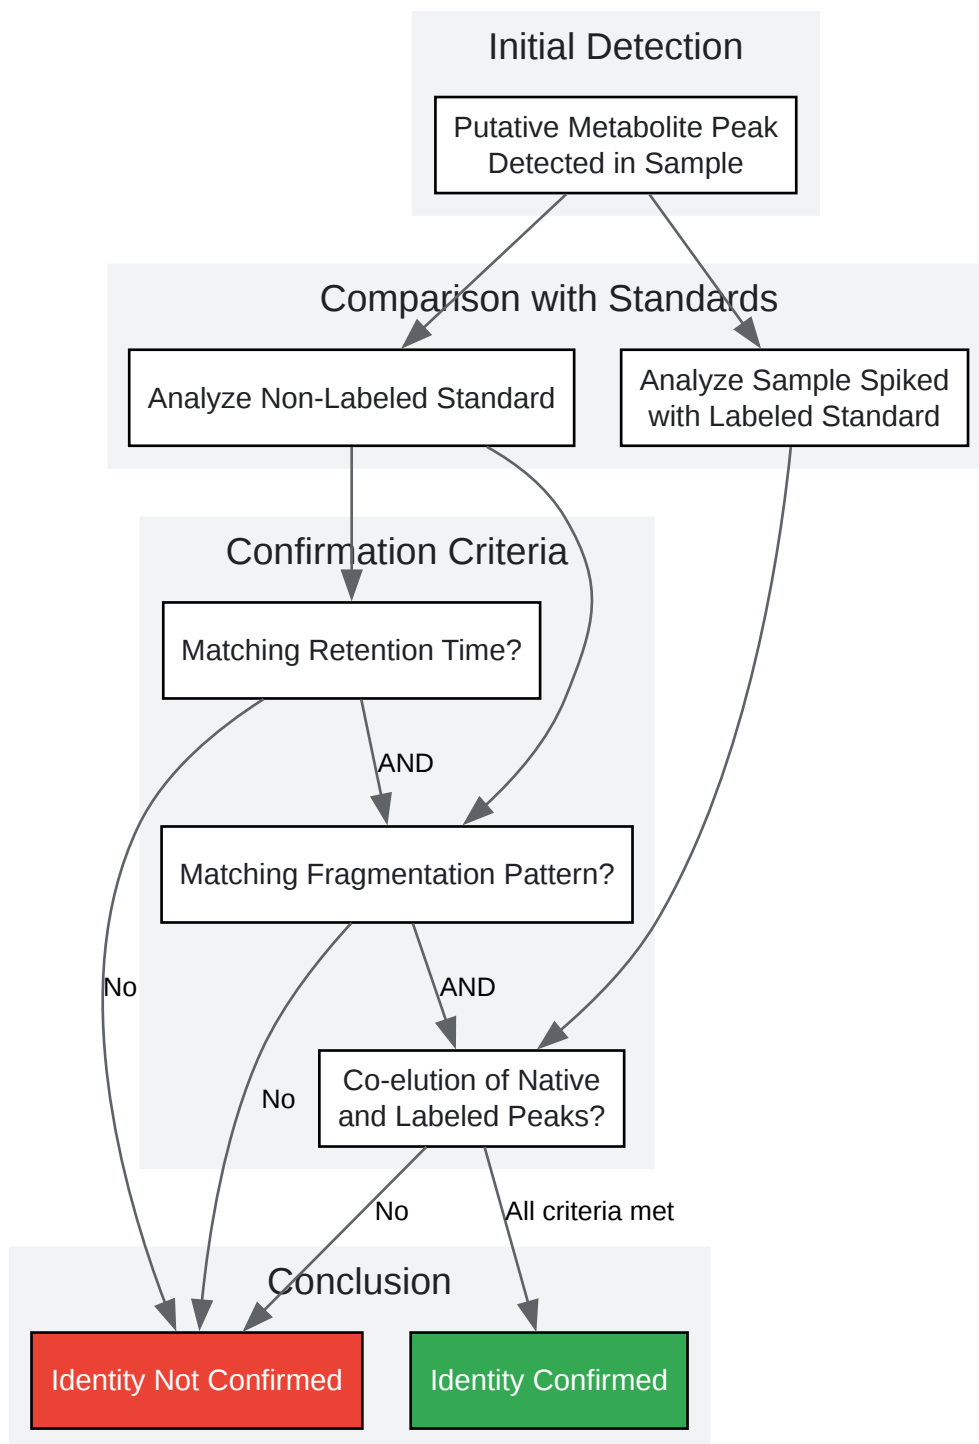 Initial Detection
Putative Metabolite Peak
Detected in Sample
Comparison with Standards
Analyze Non-Labeled Standard
Analyze Sample Spiked
with Labeled Standard
Confirmation Criteria
Matching Retention Time?
AND
Matching Fragmentation Pattern?
No
AND
Co-elution of Native
and Labeled Peaks?
No
No
All criteria met
Conclusion
Identity Not Confirmed
Identity Confirmed